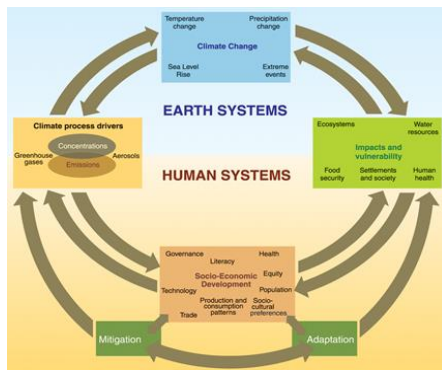 Temperature change
Precipitation change
Climate Change
Sea Level Rise
Extreme events
EARTH SYSTEMS
Climate process drivers
Concentrations
Greenhouse gases
Aerosols
Emissions
Ecosystems
Water resources
Impacts and vulnerability
Food security
Settlements and society
Human health
HUMAN SYSTEMS
Governance
Literacy
Health
Socio-Economic Development
Equity
Technology
Population
Production and consumption patterns
Socio-cultural preferences
Trade
Mitigation
Adaptation